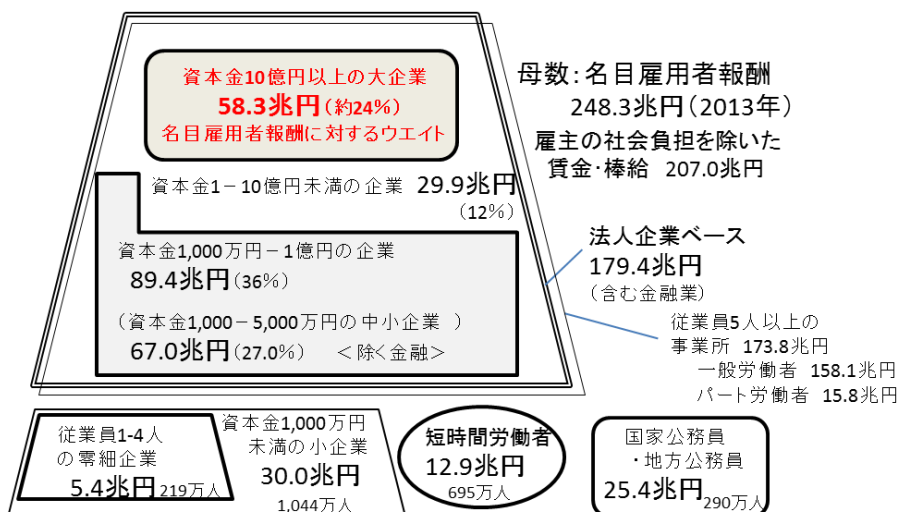 資本金10億円以上の大企業
58.3兆円(約24%)
名目雇用者報酬に対するウエイト
母数:名目雇用者報酬
248.3兆円(2013年)
雇主の社会負担を除いた
賃金・棒給 207.0兆円
資本金1-10億円未満の企業 29.9兆円
(12%)
資本金1,000万円-1億円の企業
89.4兆円(36%)
(資本金1,000-5,000万円の中小企業 )
67.0兆円(27.0%) <除く金融>
法人企業ベース
179.4兆円
(含む金融業)
従業員5人以上の
事業所 173.8兆円
一般労働者 158.1兆円
パート労働者 15.8兆円
従業員1-4人
の零細企業
5.4兆円 219万人
資本金1,000万円
未満の小企業
30.0兆円
1,044万人
短時間労働者
12.9兆円
695万人
国家公務員
・地方公務員
25.4兆円 290万人